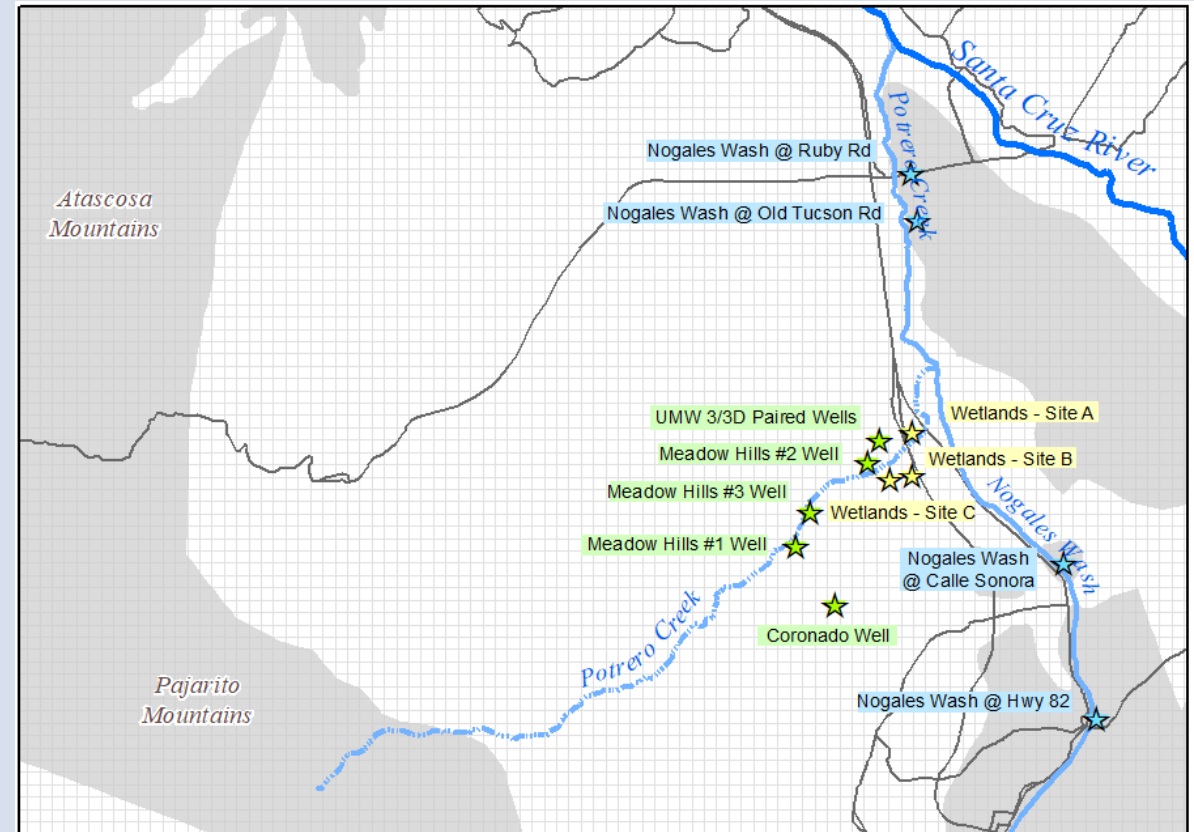 Santa Cruz River
Potrero Creek
Nogales Wash @ Ruby Rd
Atascosa
Mountains
Nogales Wash @ Old Tucson Rd
UMW 3/3D Paired Wells
Wetlands - Site A
Meadow Hills #2 Well
Wetlands - Site B
Meadow Hills #3 Well
Wetlands - Site C
Nogales Wash
Meadow Hills #1 Well
Nogales Wash
@ Calle Sonora
Potrero Creek
Coronado Well
Pajarito
Mountains
Nogales Wash @ Hwy 82